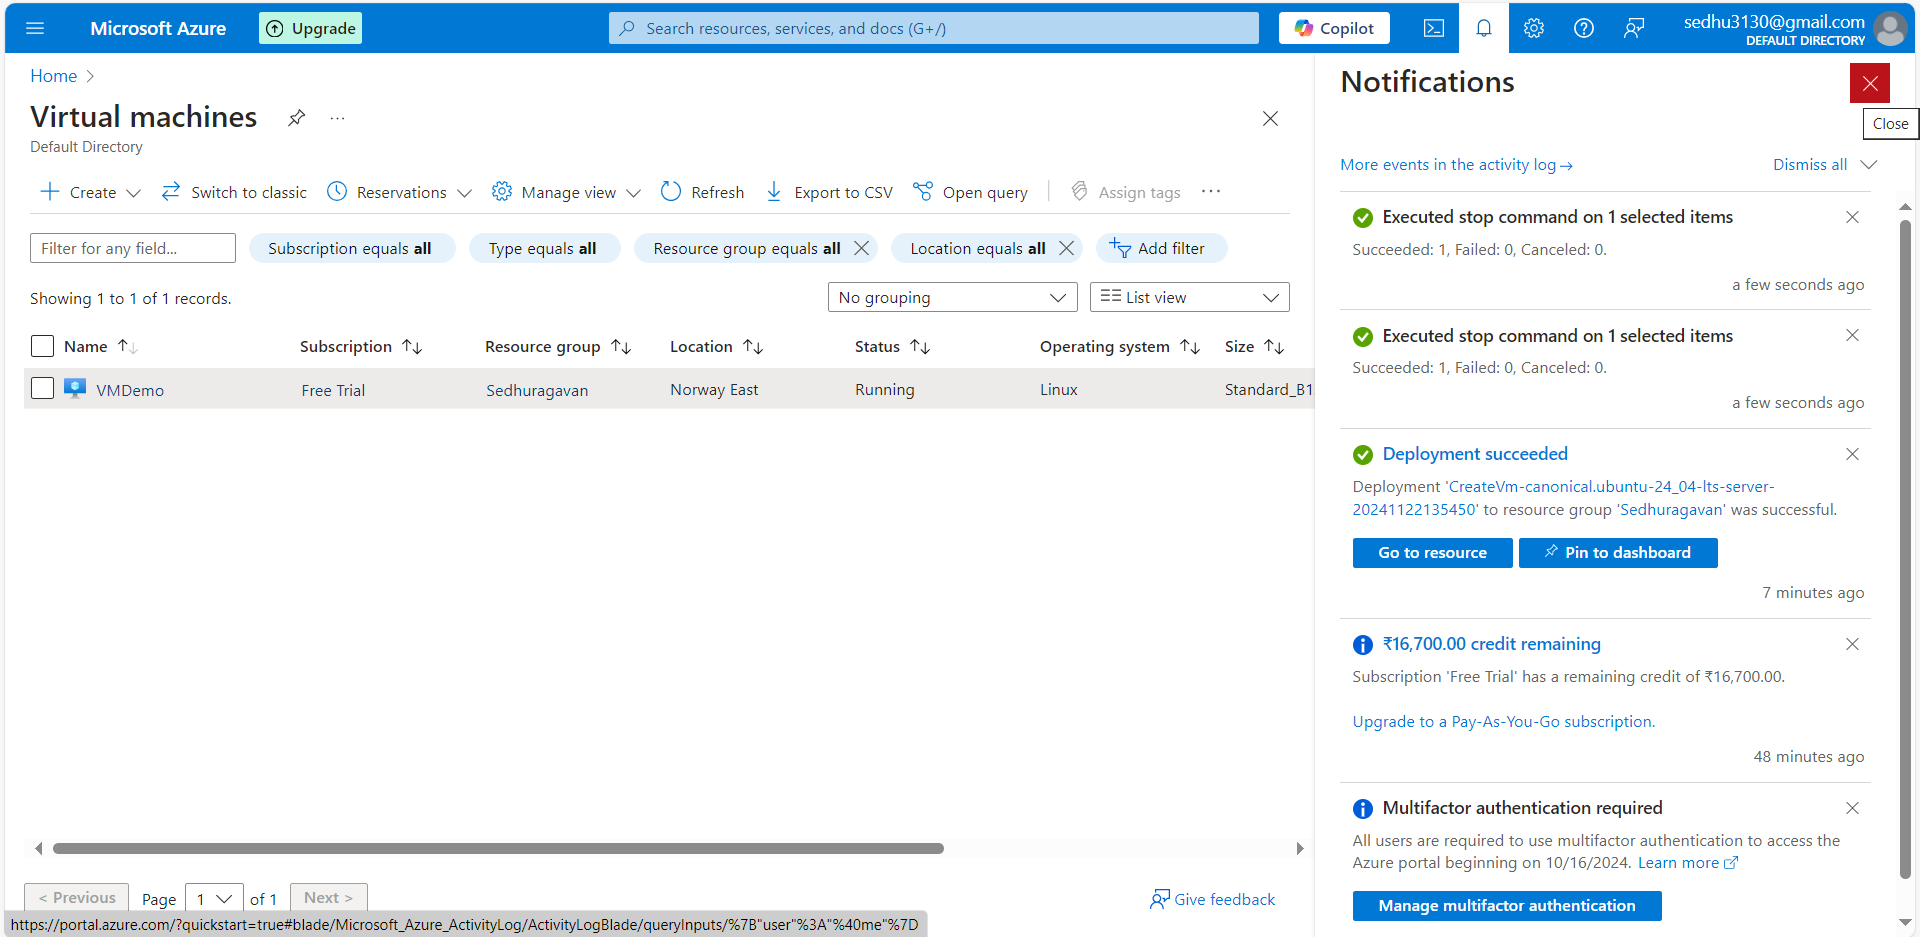 Microsoft Azure
Upgrade
Search resources, services, and docs (G+/)
Copilot
sedhu3130@gmail.com
DEFAULT DIRECTORY
Home
Virtual machines
Default Directory
Create
Switch to classic
Reservations
Manage view
Refresh
Export to CSV
Open query
Assign tags
Filter for any field...
Subscription equals all
Type equals all
Resource group equals all
Location equals all
Add filter
Showing 1 to 1 of 1 records.
No grouping
List view
Name Subscription Resource group Location Status Operating system Size
VMDemo Free Trial Sedhuragavan Norway East Running Linux Standard_B1
< Previous
Page 1 of 1
Next >
Give feedback
https://portal.azure.com/?quickstart=true#blade/Microsoft_Azure_ActivityLog/ActivityLogBlade/queryInputs/%7B"user"%3A"%40me"%7D
Notifications
Close
More events in the activity log →
Dismiss all
Executed stop command on 1 selected items
Succeeded: 1, Failed: 0, Canceled: 0.
a few seconds ago
Executed stop command on 1 selected items
Succeeded: 1, Failed: 0, Canceled: 0.
a few seconds ago
Deployment succeeded
Deployment 'CreateVm-canonical.ubuntu-24_04-lts-server-
20241122135450' to resource group 'Sedhuragavan' was successful.
Go to resource
Pin to dashboard
7 minutes ago
₹16,700.00 credit remaining
Subscription 'Free Trial' has a remaining credit of ₹16,700.00.
Upgrade to a Pay-As-You-Go subscription.
48 minutes ago
Multifactor authentication required
All users are required to use multifactor authentication to access the
Azure portal beginning on 10/16/2024. Learn more
Manage multifactor authentication